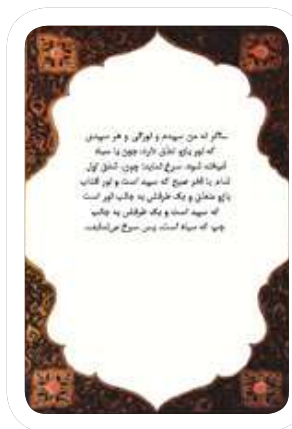 ـاگر نه من سپیدم و نورانی و هر سپیدی
که نور بازو تعلق دارد، چون با سیاه
آمیخته شود، سرخ نماید؛ چون، شفق اول
شام یا آخر صبح که سپید است و نور آفتاب
بازو متعلق و یک طرفش به جانب نور است
که سپید است و یک طرفش به جانب
چپ که سیاه است، پس سرخ می‌نماید.